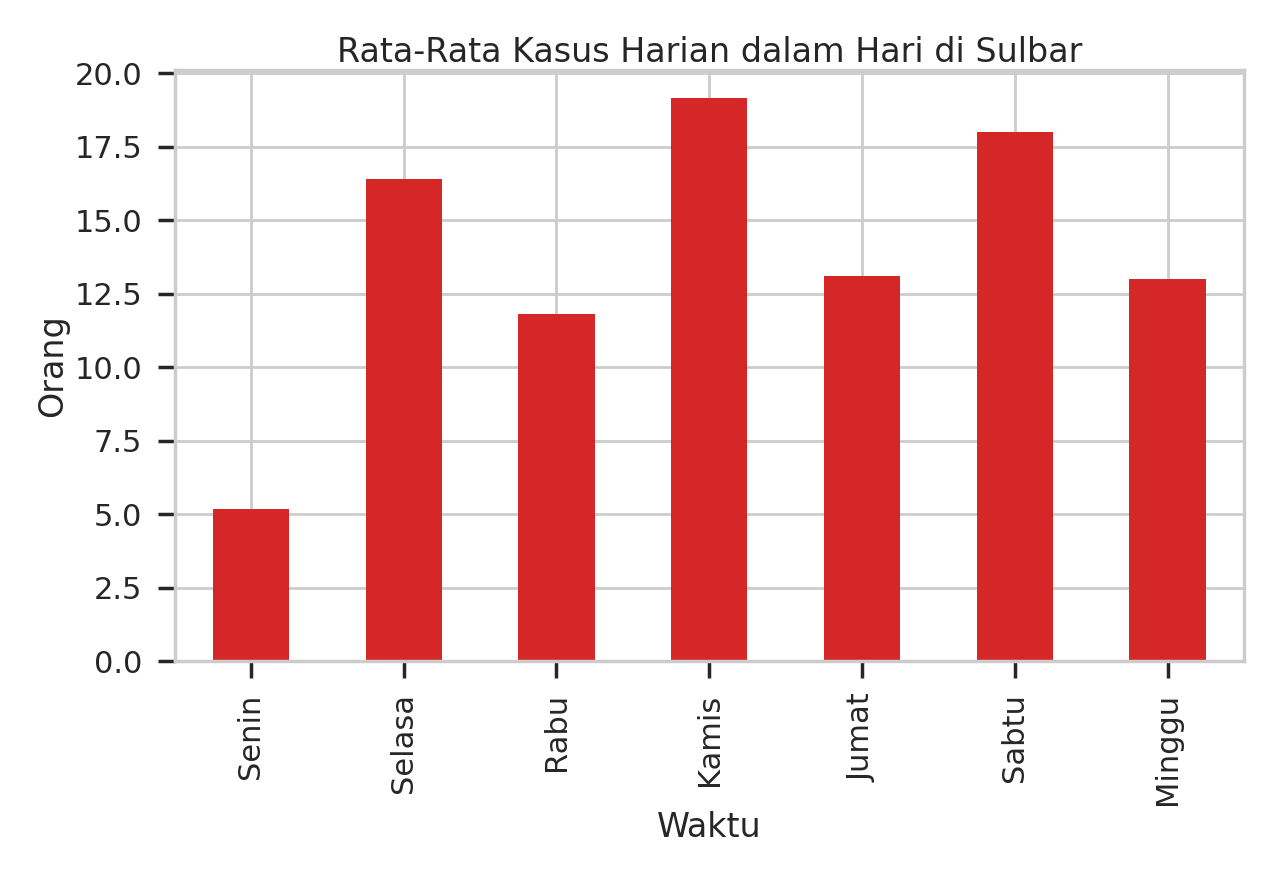 Rata-Rata Kasus Harian dalam Hari di Sulbar
20.0
17.5
15.0
12.5
10.0
7.5
5.0
2.5
0.0
Orang
Senin
Selasa
Rabu
Kamis
Jumat
Sabtu
Minggu
Waktu